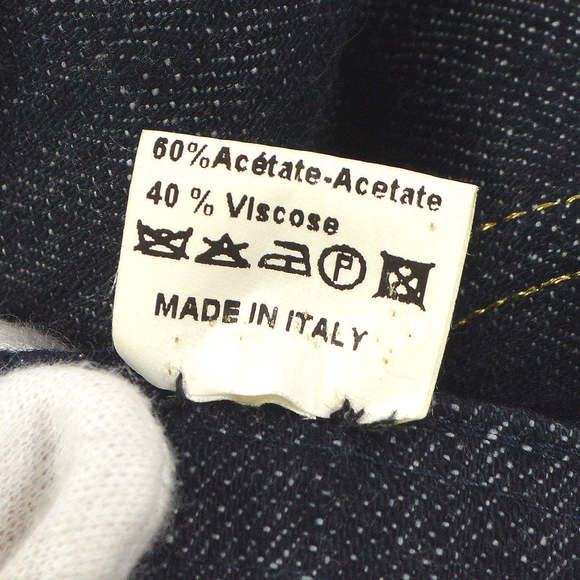 60%Acétate-Acetate
40 % Viscose
P
MADE IN ITALY